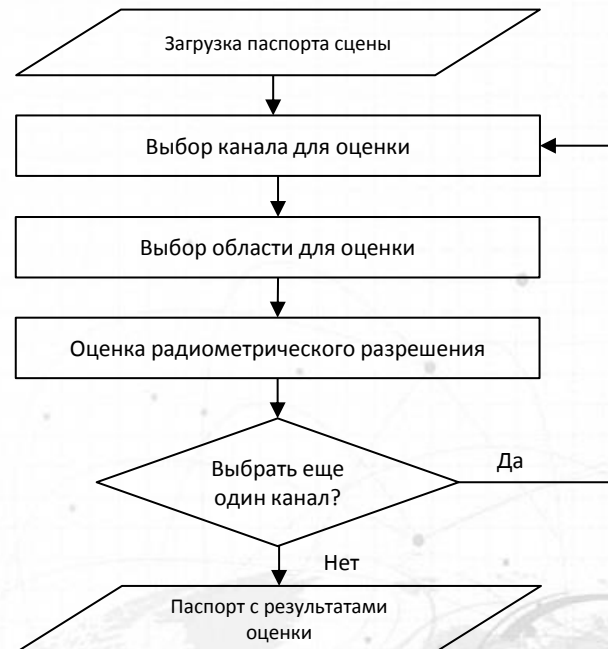 Загрузка паспорта сцены
Выбор канала для оценки
Выбор области для оценки
Оценка радиометрического разрешения
Выбрать еще
один канал?
Да
Нет
Паспорт с результатами
оценки